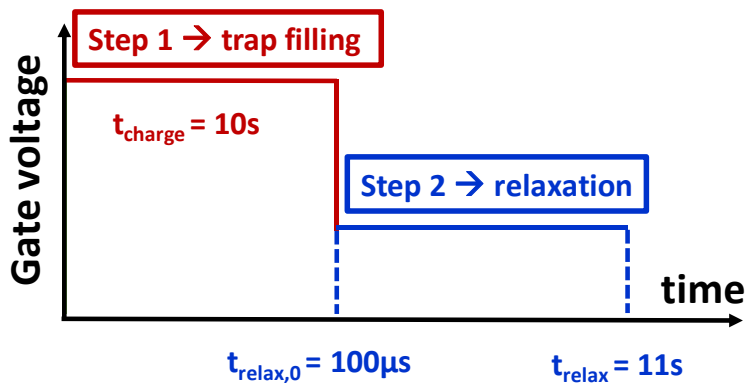 Step 1 → trap filling
Gate voltage
t_charge = 10s
Step 2 → relaxation
time
t_relax,0 = 100μs
t_relax = 11s